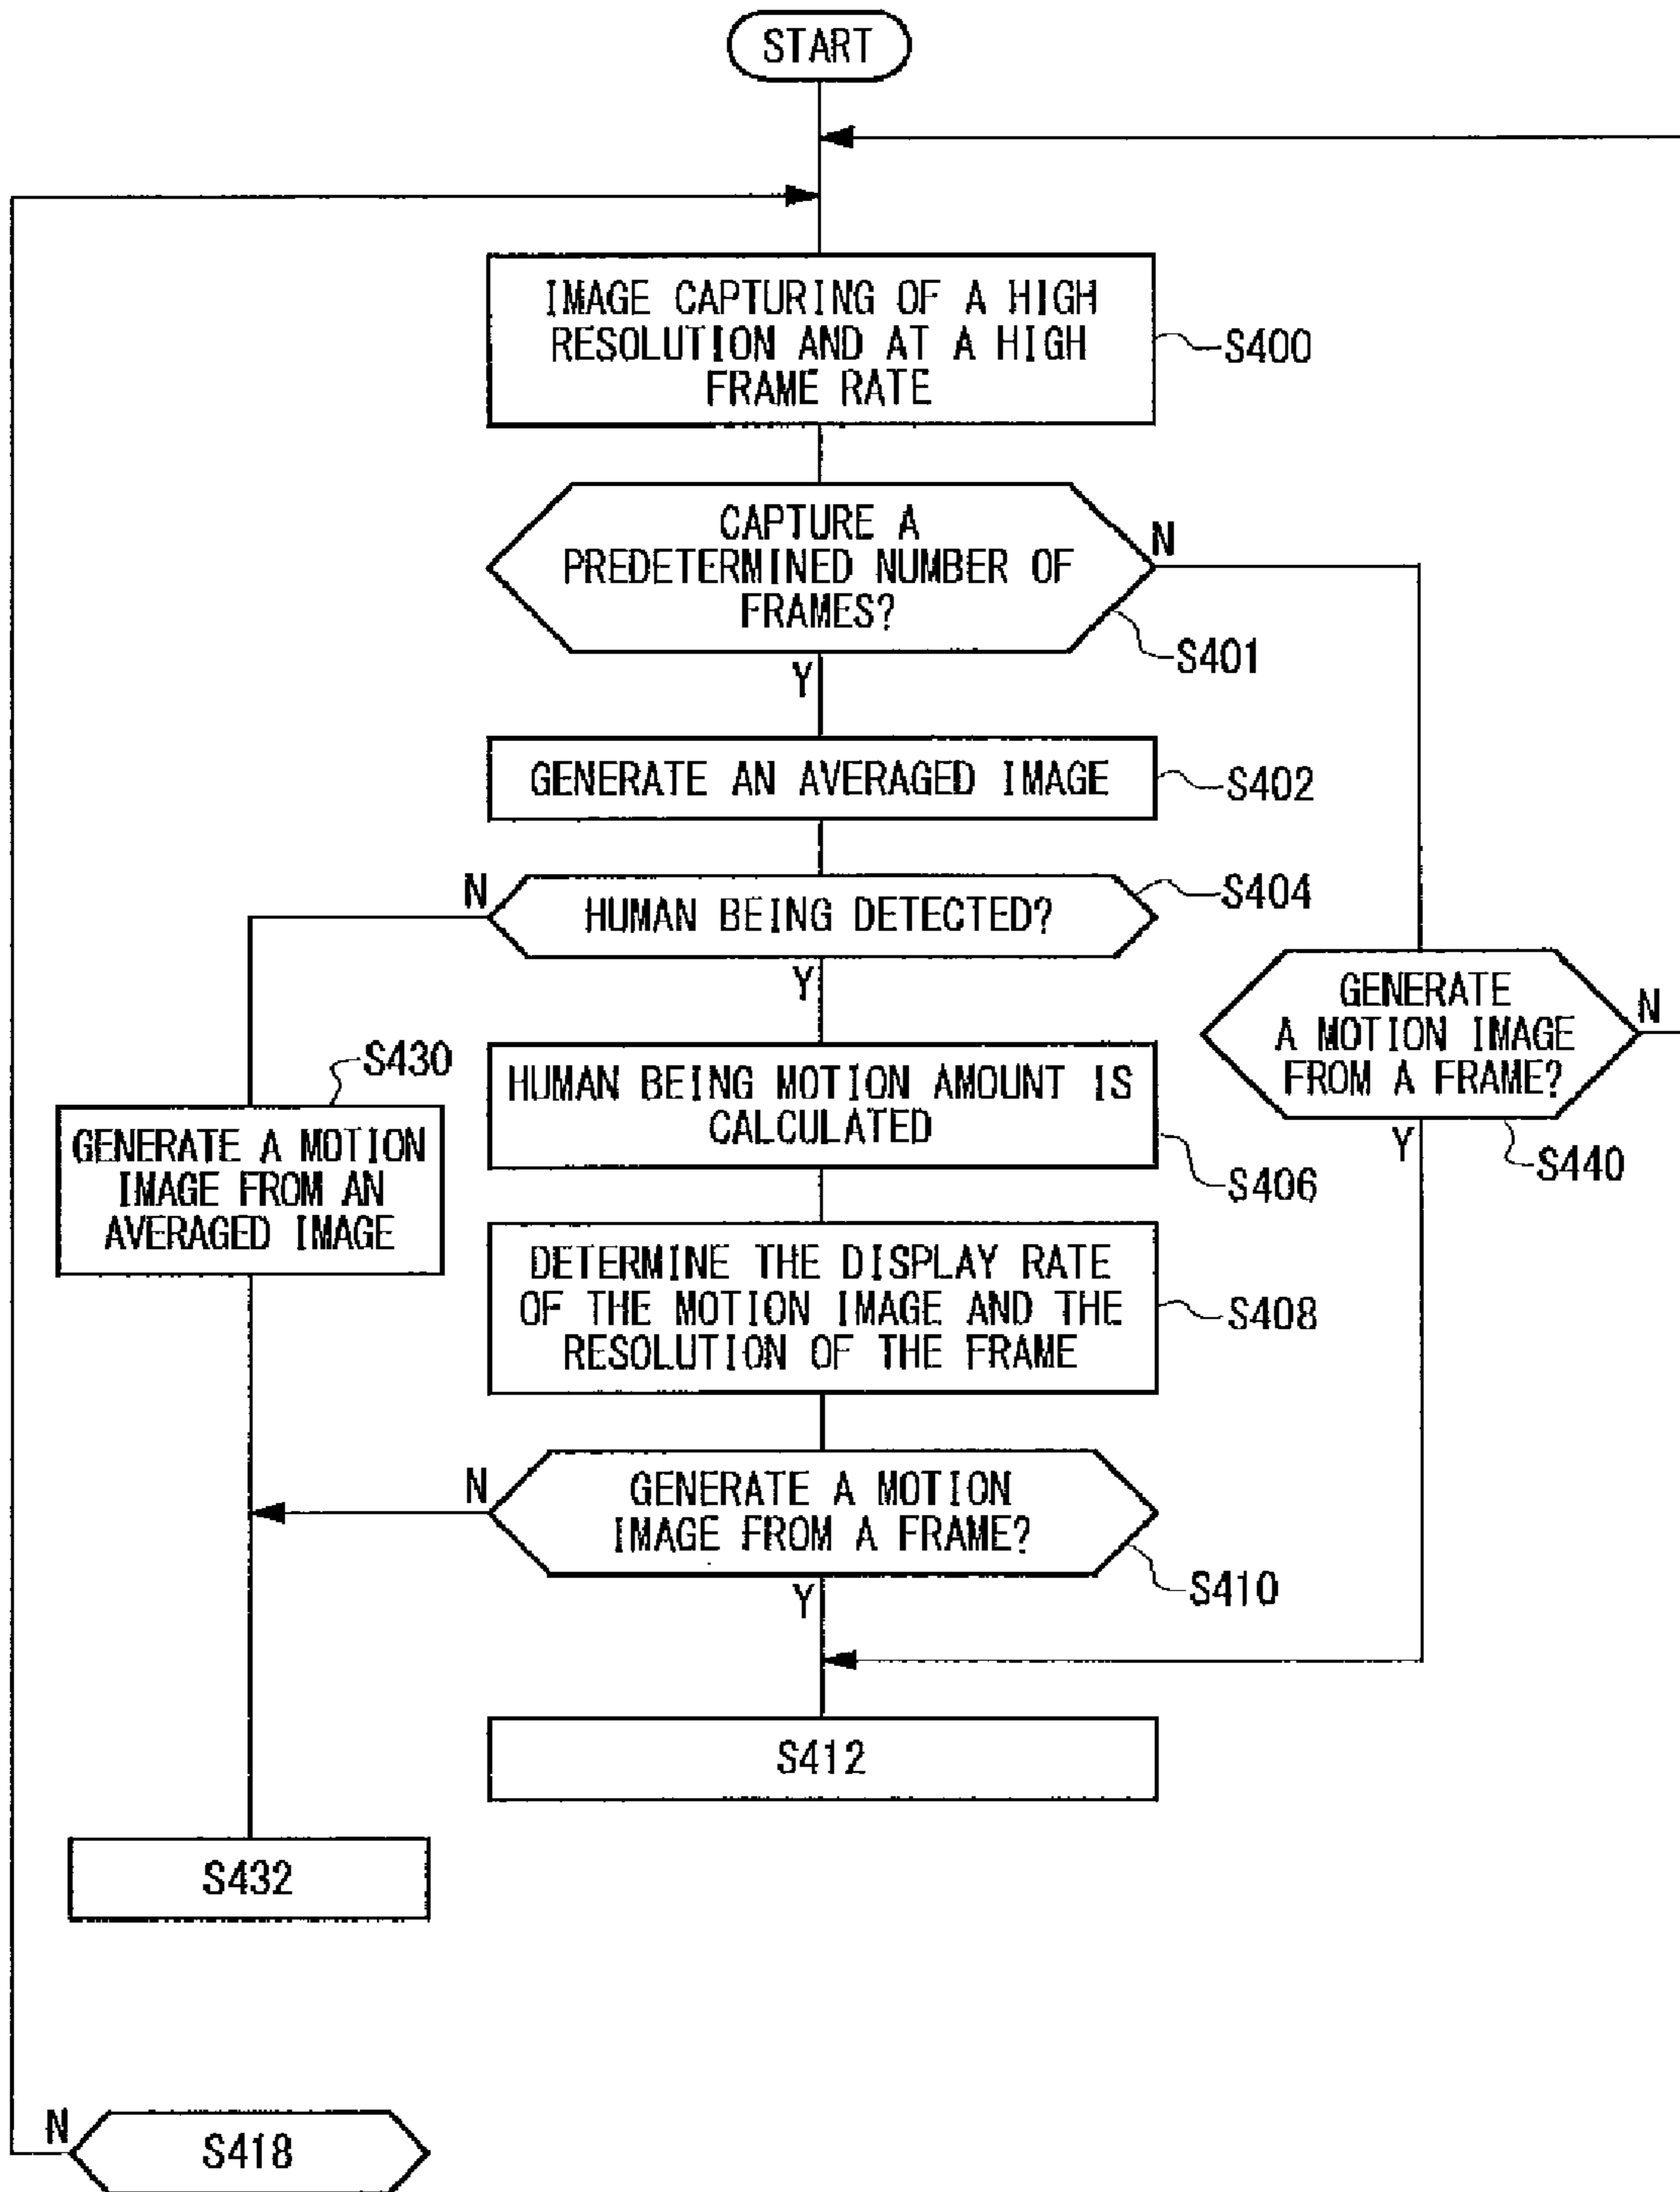 START
IMAGE CAPTURING OF A HIGH
RESOLUTION AND AT A HIGH
FRAME RATE
S400
CAPTURE A
PREDETERMINED NUMBER OF
FRAMES?
N
S401
Y
GENERATE AN AVERAGED IMAGE
S402
N
HUMAN BEING DETECTED?
S404
Y
GENERATE
A MOTION IMAGE
FROM A FRAME?
N
Y
S440
S430
GENERATE A MOTION
IMAGE FROM AN
AVERAGED IMAGE
HUMAN BEING MOTION AMOUNT IS
CALCULATED
S406
DETERMINE THE DISPLAY RATE
OF THE MOTION IMAGE AND THE
RESOLUTION OF THE FRAME
S408
N
GENERATE A MOTION
IMAGE FROM A FRAME?
S410
Y
S412
S432
N
S418